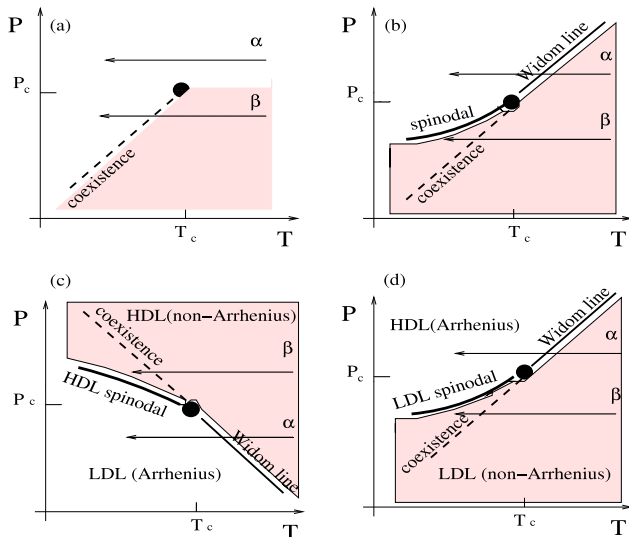 (a)
P
α
P c
β
coexistence
T c
T
(b)
P
Widom line
α
P c
spinodal
β
coexistence
T c
T
(c)
P
HDL(non-Arrhenius)
coexistence
β
HDL spinodal
P c
α
Widom line
LDL (Arrhenius)
T c
T
(d)
P
HDL(Arrhenius)
Widom line
α
P c
LDL spinodal
β
coexistence
LDL (non-Arrhenius)
T c
T